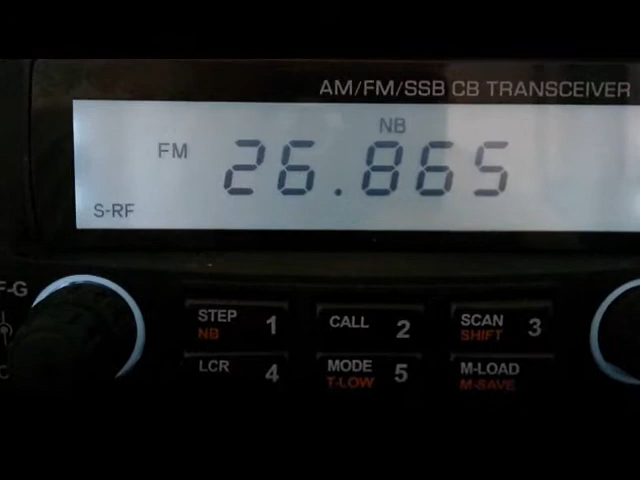 AM/FM/SSB CB TRANSCEIVER
NB
FM 26.865
S-RF
F-G
STEP 1 CALL 2 SCAN 3
NB SHIFT
LCR 4 MODE 5 M-LOAD
T-LOW M-SAVE